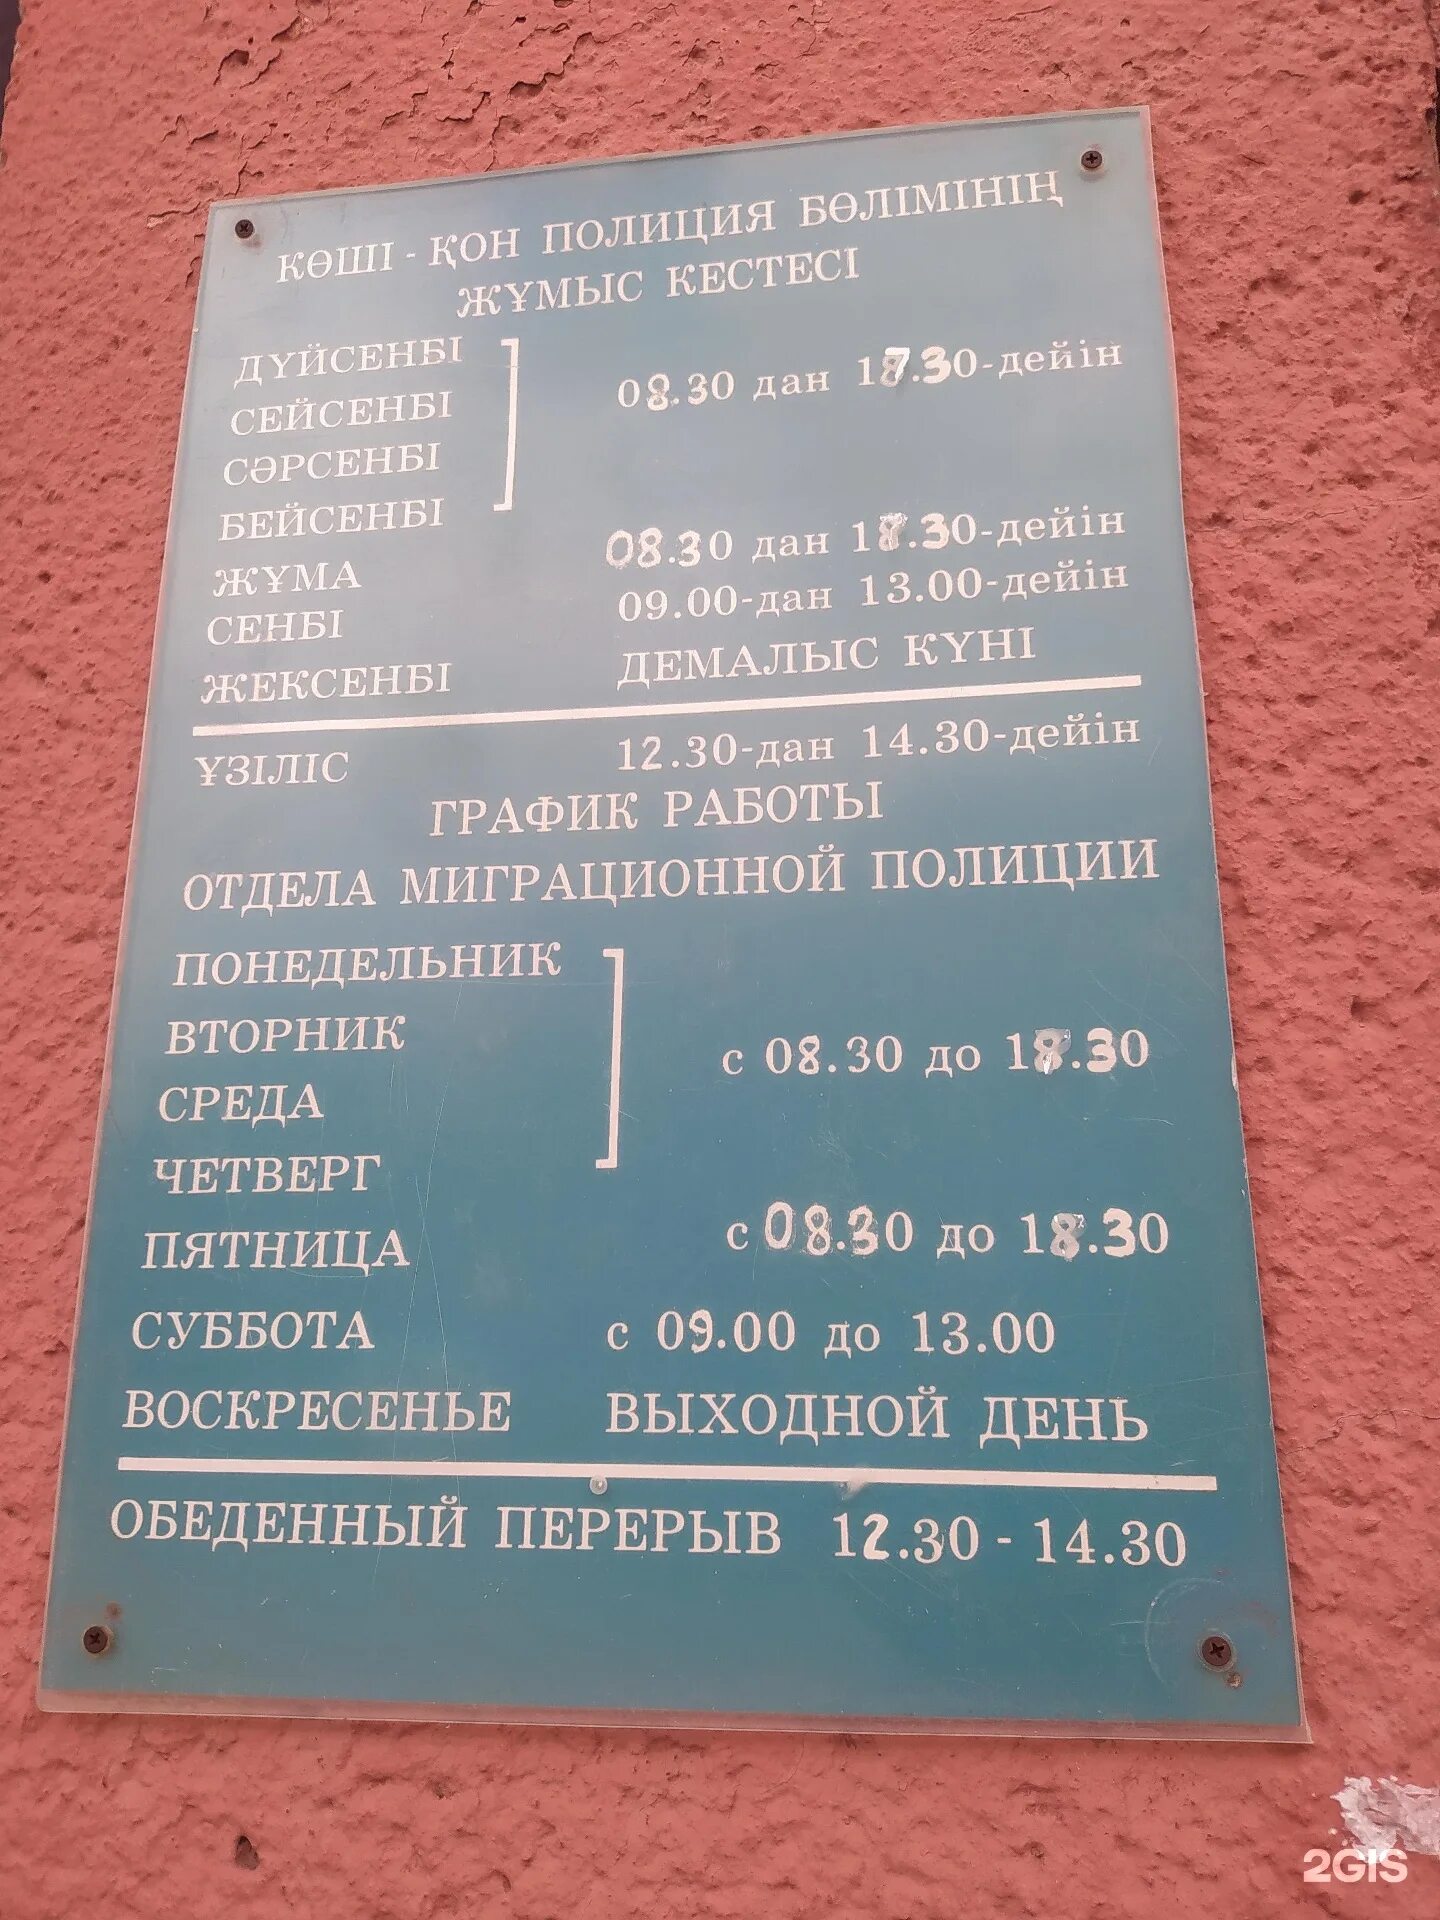 КӨШІ - ҚОН ПОЛИЦИЯ БӨЛІМІНІҢ
ЖҰМЫС КЕСТЕСІ
ДҮЙСЕНБІ
СЕЙСЕНБІ
СӘРСЕНБІ
БЕЙСЕНБІ
08.30 дан 18.30-дейін
ЖҰМА 08.30 дан 18.30-дейін
СЕНБІ 09.00-дан 13.00-дейін
ЖЕКСЕНБІ ДЕМАЛЫС КҮНІ
ҰЗІЛІС 12.30-дан 14.30-дейін
ГРАФИК РАБОТЫ
ОТДЕЛА МИГРАЦИОННОЙ ПОЛИЦИИ
ПОНЕДЕЛЬНИК
ВТОРНИК
СРЕДА
ЧЕТВЕРГ
с 08.30 до 18.30
ПЯТНИЦА с 08.30 до 18.30
СУББОТА с 09.00 до 13.00
ВОСКРЕСЕНЬЕ ВЫХОДНОЙ ДЕНЬ
ОБЕДЕННЫЙ ПЕРЕРЫВ 12.30 - 14.30
2GIS